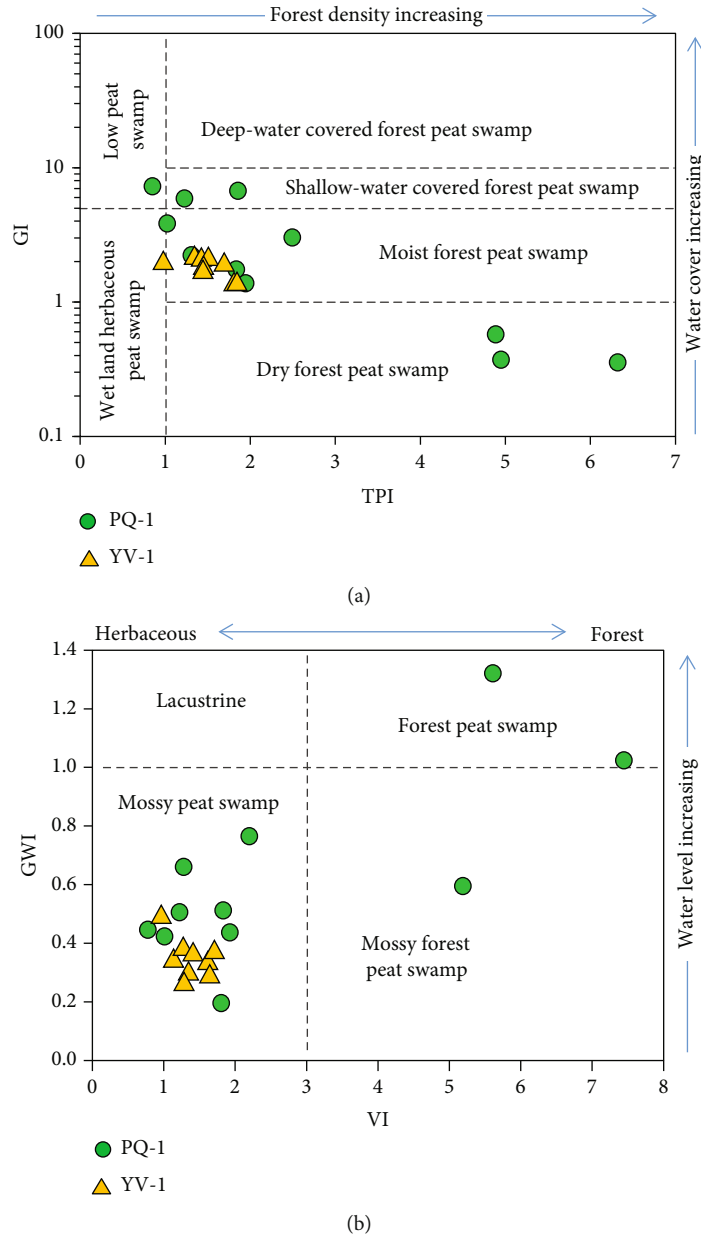 Forest density increasing
100
10
1
0.1
GI
Low peat
swamp
Deep-water covered forest peat swamp
Shallow-water covered forest peat swamp
Moist forest peat swamp
Wet land herbaceous
peat swamp
Dry forest peat swamp
Water cover increasing
0 1 2 3 4 5 6 7
TPI
PQ-1
YV-1
(a)
Herbaceous Forest
1.4
1.2
1.0
0.8
0.6
0.4
0.2
0.0
GWI
Lacustrine
Forest peat swamp
Mossy peat swamp
Mossy forest
peat swamp
Water level increasing
0 1 2 3 4 5 6 7 8
VI
PQ-1
YV-1
(b)